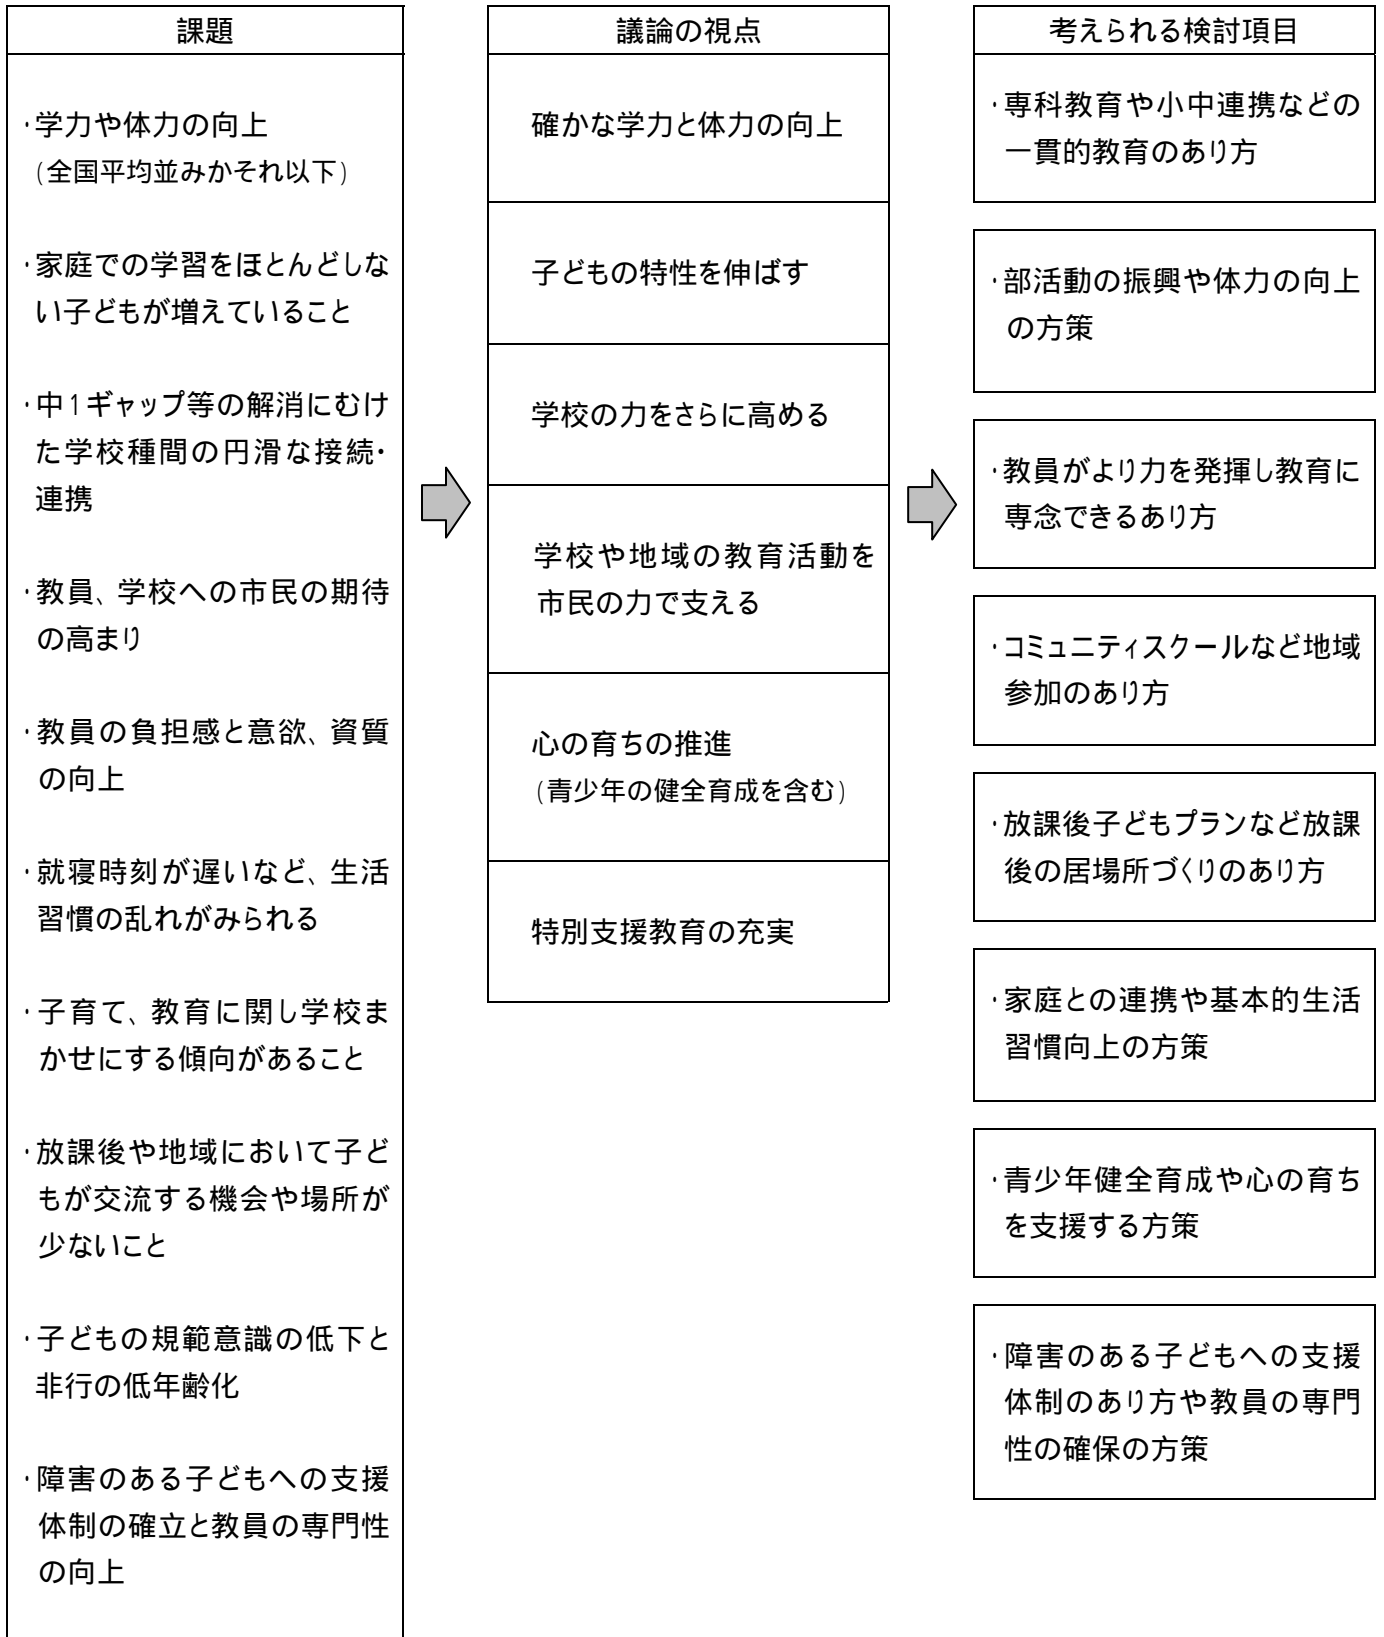 課題
・学力や体力の向上
(全国平均並みかそれ以下)
・家庭での学習をほとんどしな
い子どもが増えていること
・中1ギャップ等の解消にむけ
た学校種間の円滑な接続・
連携
・教員、学校への市民の期待
の高まり
・教員の負担感と意欲、資質
の向上
・就寝時刻が遅いなど、生活
習慣の乱れがみられる
・子育て、教育に関し学校ま
かせにする傾向があること
・放課後や地域において子ど
もが交流する機会や場所が
少ないこと
・子どもの規範意識の低下と
非行の低年齢化
・障害のある子どもへの支援
体制の確立と教員の専門性
の向上
議論の視点
確かな学力と体力の向上
子どもの特性を伸ばす
学校の力をさらに高める
学校や地域の教育活動を
市民の力で支える
心の育ちの推進
(青少年の健全育成を含む)
特別支援教育の充実
考えられる検討項目
・専科教育や小中連携などの
一貫的教育のあり方
・部活動の振興や体力の向上
の方策
・教員がより力を発揮し教育に
専念できるあり方
・コミュニティスクールなど地域
参加のあり方
・放課後子どもプランなど放課
後の居場所づくりのあり方
・家庭との連携や基本的生活
習慣向上の方策
・青少年健全育成や心の育ち
を支援する方策
・障害のある子どもへの支援
体制のあり方や教員の専門
性の確保の方策